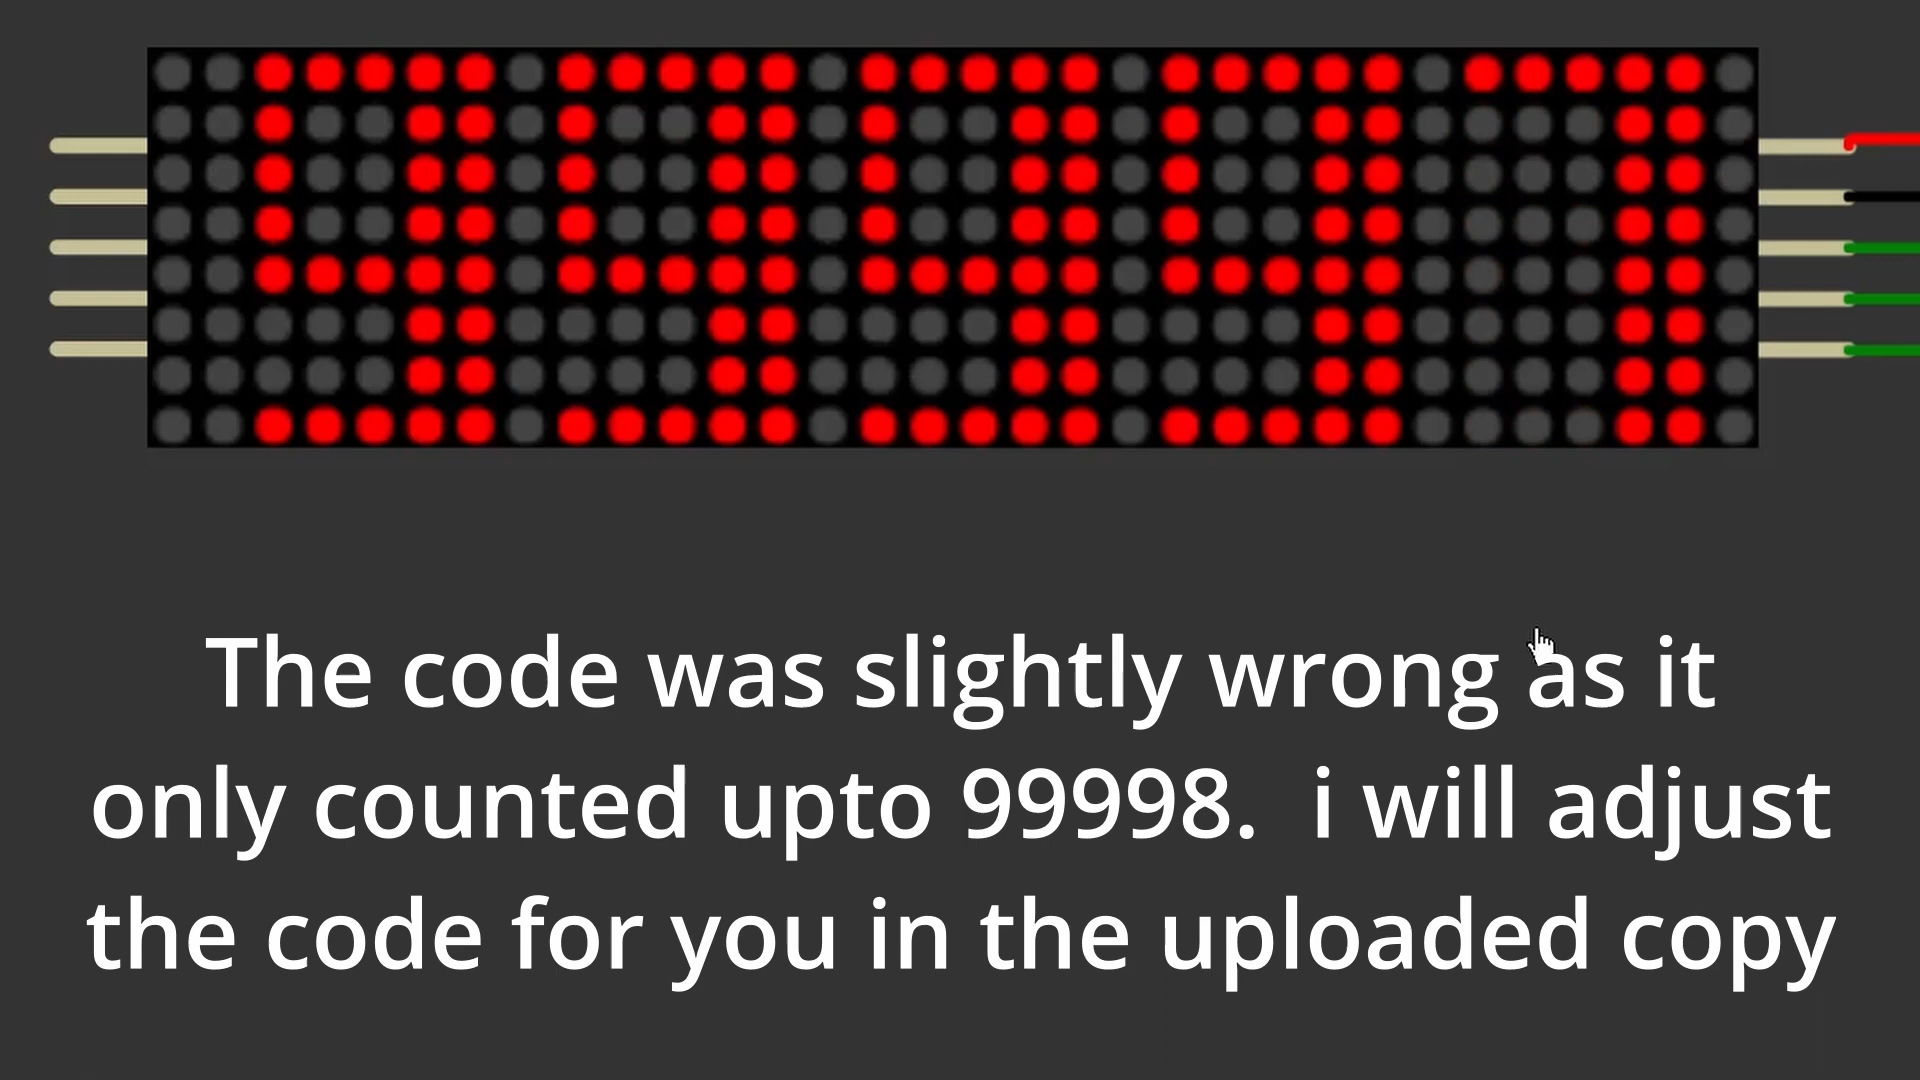 99997
The code was slightly wrong as it
only counted upto 99998.  i will adjust
the code for you in the uploaded copy